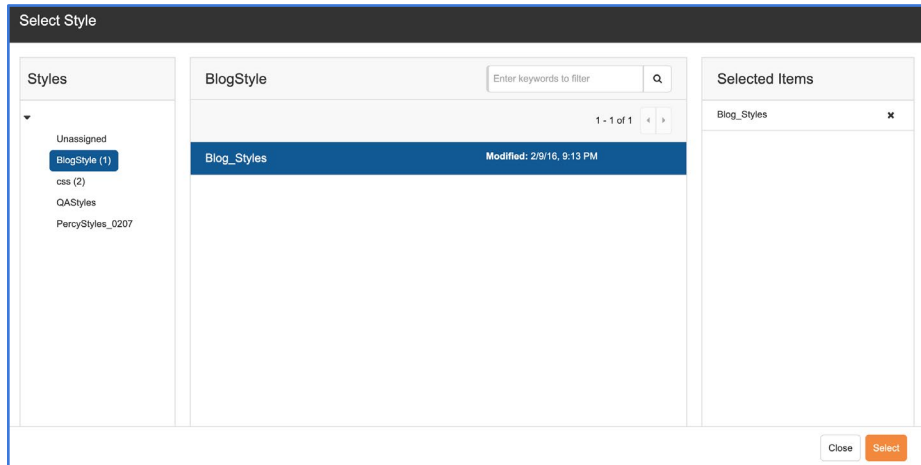 Select Style
Styles
Unassigned
BlogStyle (1)
css (2)
QAStyles
PercyStyles_0207
BlogStyle
Enter keywords to filter
1 - 1 of 1
Blog_Styles
Modified: 2/9/16, 9:13 PM
Selected Items
Blog_Styles
Close
Select